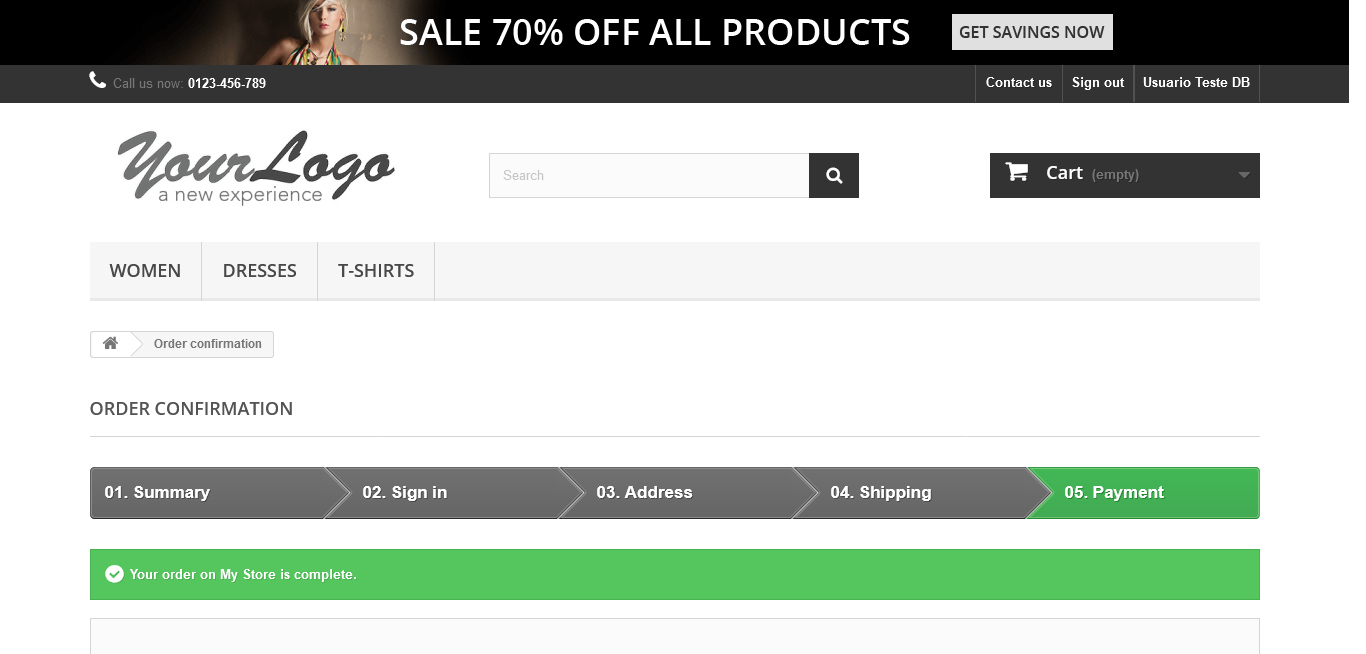 SALE 70% OFF ALL PRODUCTS GET SAVINGS NOW
Call us now: 0123-456-789 Contact us Sign out Usuario Teste DB
YourLogo
a new experience
Search
Cart (empty)
WOMEN DRESSES T-SHIRTS
Order confirmation
ORDER CONFIRMATION
01. Summary 02. Sign in 03. Address 04. Shipping 05. Payment
Your order on My Store is complete.